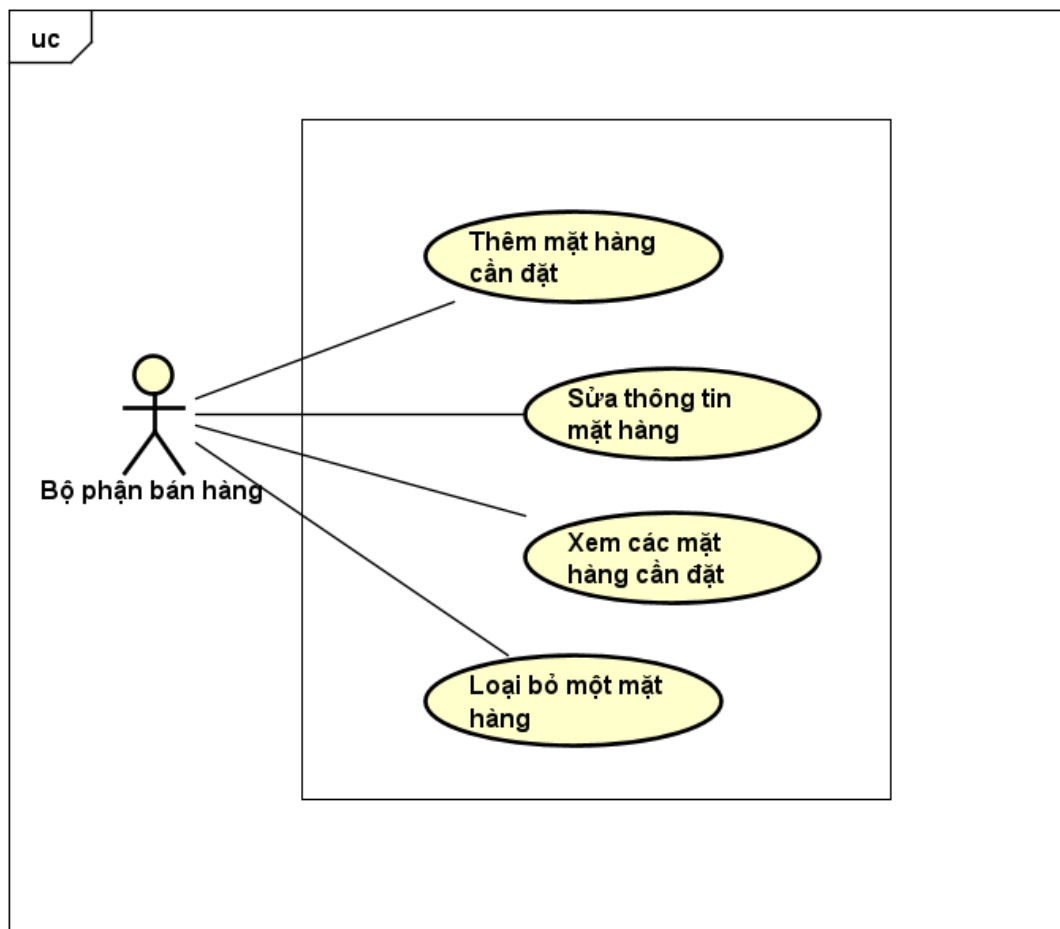 uc
Thêm mặt hàng
cần đặt
Sửa thông tin
mặt hàng
Bộ phận bán hàng
Xem các mặt
hàng cần đặt
Loại bỏ một mặt
hàng